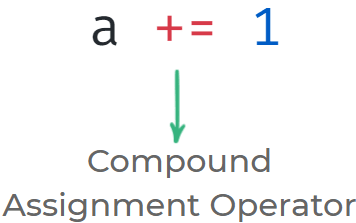 a += 1
Compound
Assignment Operator